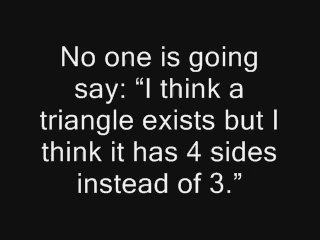 No one is going
say: “I think a
triangle exists but I
think it has 4 sides
instead of 3.”